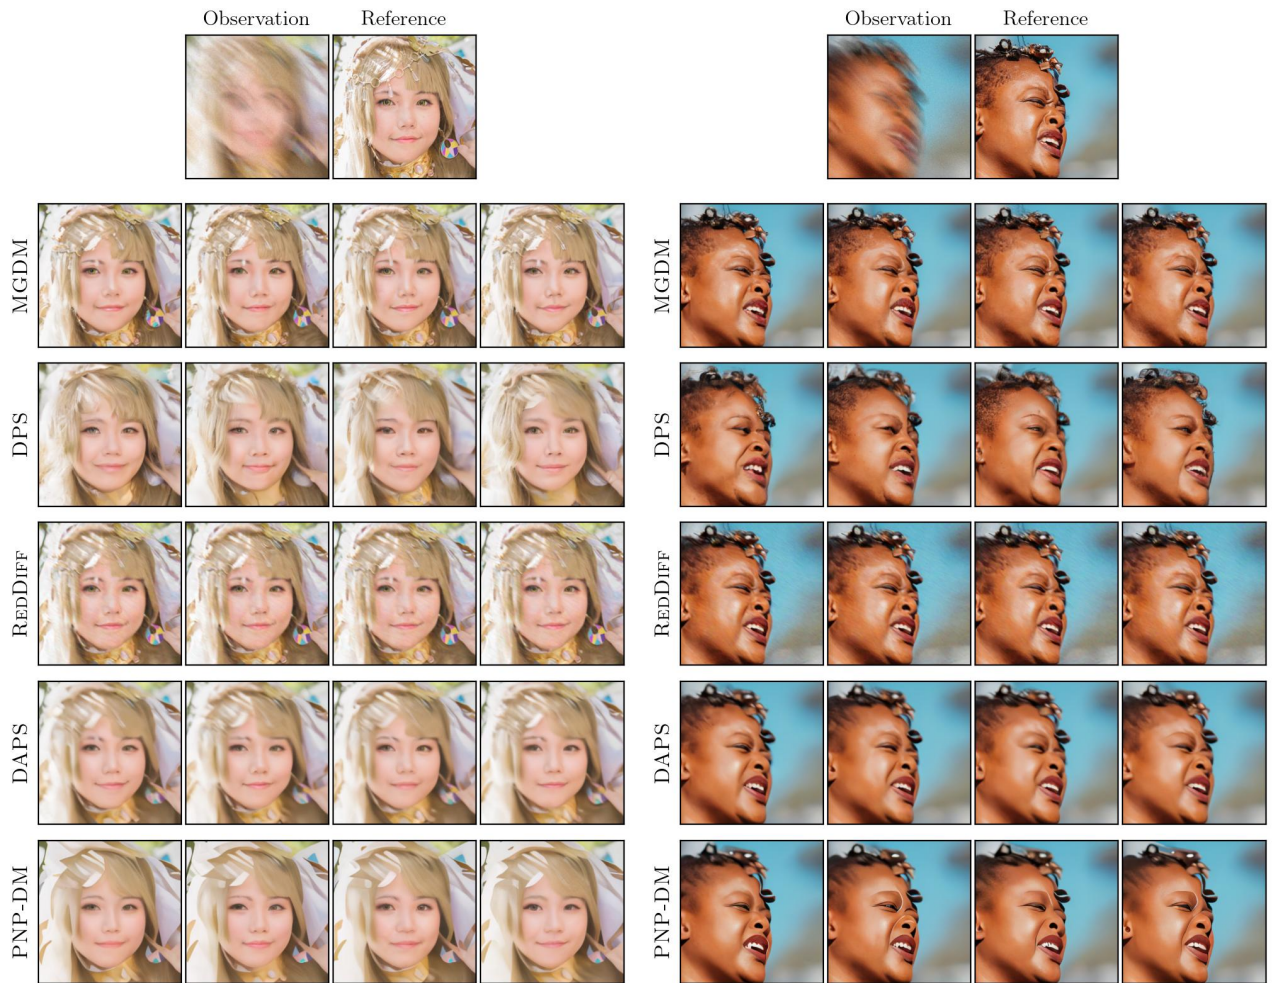 Observation Reference Observation Reference
MGDM MGDM
DPS DPS
REDDIFF REDDIFF
DAPS DAPS
PNP-DM PNP-DM